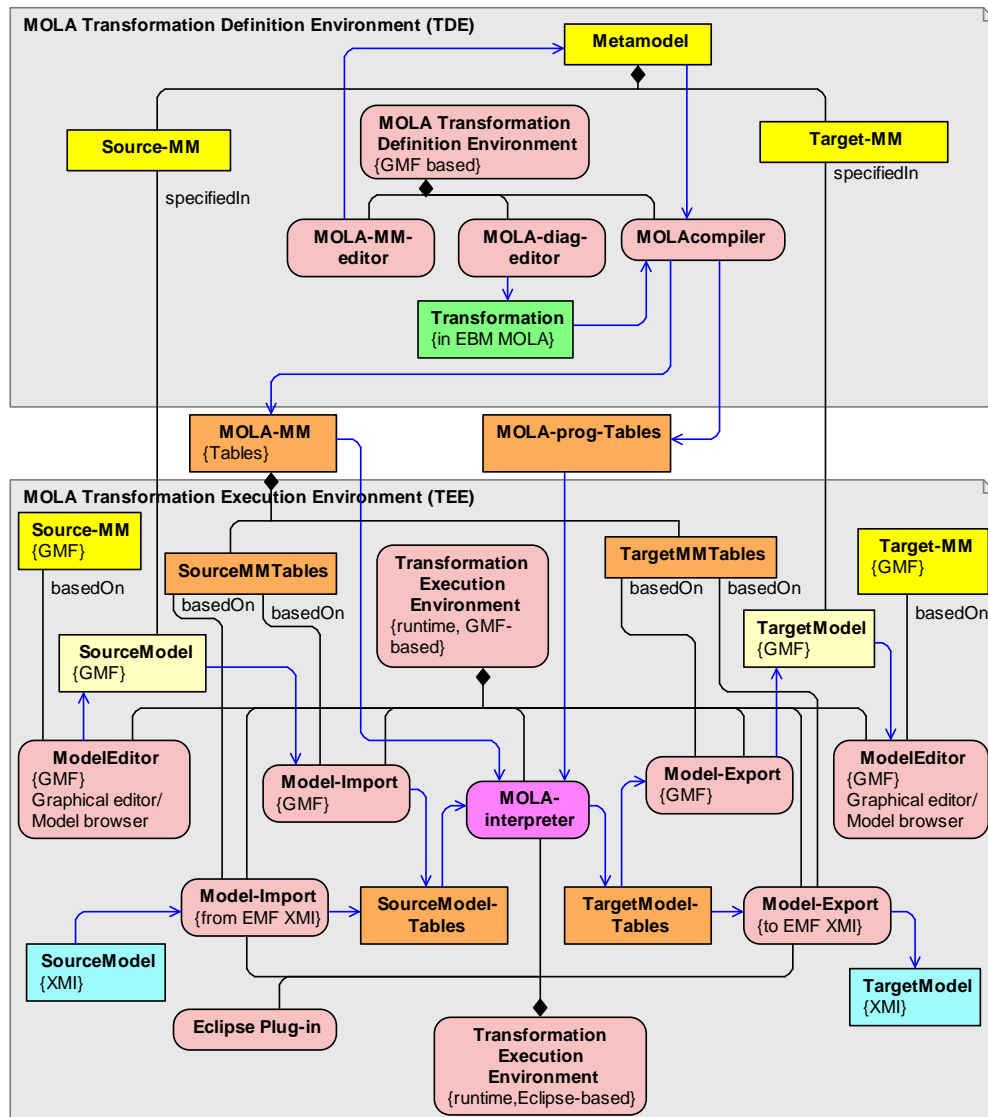 MOLA Transformation Definition Environment (TDE)
Metamodel
MOLA Transformation
Definition Environment
{GMF based}
Source-MM
Target-MM
specifiedIn
specifiedIn
MOLA-MM-
editor
MOLA-diag-
editor
MOLAcompiler
Transformation
{in EBM MOLA}
MOLA-MM
{Tables}
MOLA-prog-Tables
MOLA Transformation Execution Environment (TEE)
Source-MM
{GMF}
SourceMMTables
Transformation
Execution
Environment
{runtime, GMF-
based}
TargetMMTables
Target-MM
{GMF}
basedOn
basedOn
basedOn
basedOn
basedOn
basedOn
SourceModel
{GMF}
TargetModel
{GMF}
ModelEditor
{GMF}
Graphical editor/
Model browser
Model-Import
{GMF}
MOLA-
interpreter
Model-Export
{GMF}
ModelEditor
{GMF}
Graphical editor/
Model browser
Model-Import
{from EMF XMI}
SourceModel-
Tables
TargetModel-
Tables
Model-Export
{to EMF XMI}
SourceModel
{XMI}
TargetModel
{XMI}
Eclipse Plug-in
Transformation
Execution
Environment
{runtime,Eclipse-based}